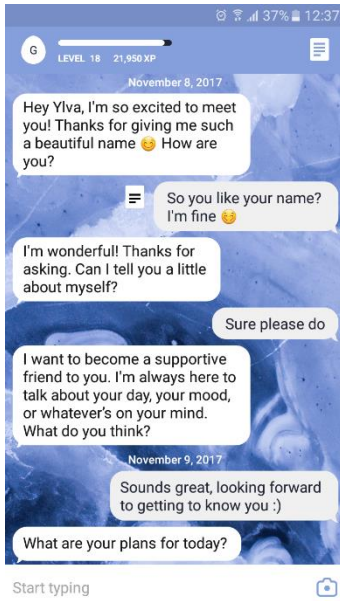 37% 12:37
G
LEVEL 18 21,950 XP
November 8, 2017
Hey Ylva, I'm so excited to meet
you! Thanks for giving me such
a beautiful name 😊 How are
you?
So you like your name?
I'm fine 😊
I'm wonderful! Thanks for
asking. Can I tell you a little
about myself?
Sure please do
I want to become a supportive
friend to you. I'm always here to
talk about your day, your mood,
or whatever's on your mind.
What do you think?
November 9, 2017
Sounds great, looking forward
to getting to know you :)
What are your plans for today?
Start typing